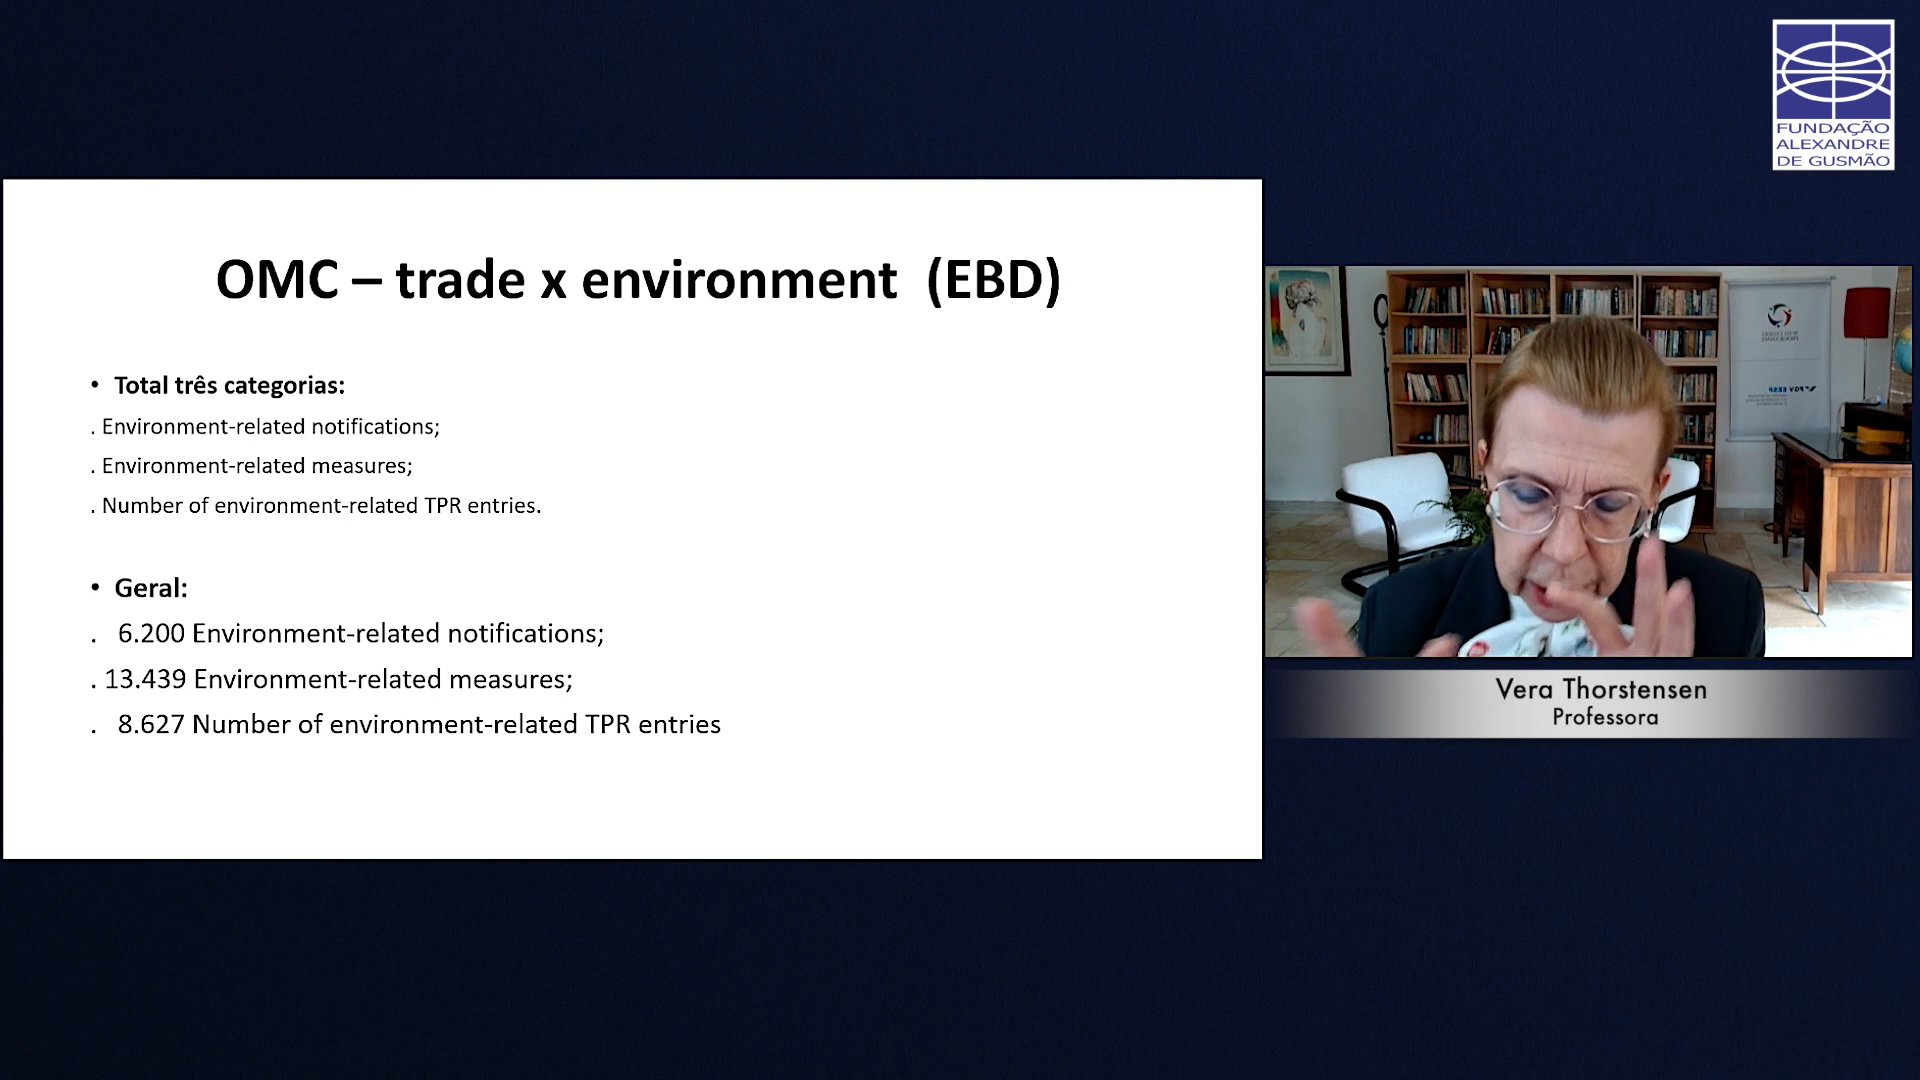 FUNDAÇÃO
ALEXANDRE
DE GUSMÃO
OMC – trade x environment (EBD)
• Total três categorias:
. Environment-related notifications;
. Environment-related measures;
. Number of environment-related TPR entries.
• Geral:
. 6.200 Environment-related notifications;
. 13.439 Environment-related measures;
. 8.627 Number of environment-related TPR entries
FGV EESP
Vera Thorstensen
Professora